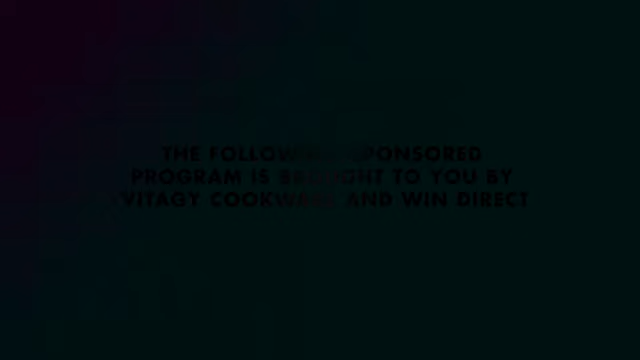 THE FOLLOWING SPONSORED
PROGRAM IS BROUGHT TO YOU BY
VITAGY COOKWARE AND WIN DIRECT